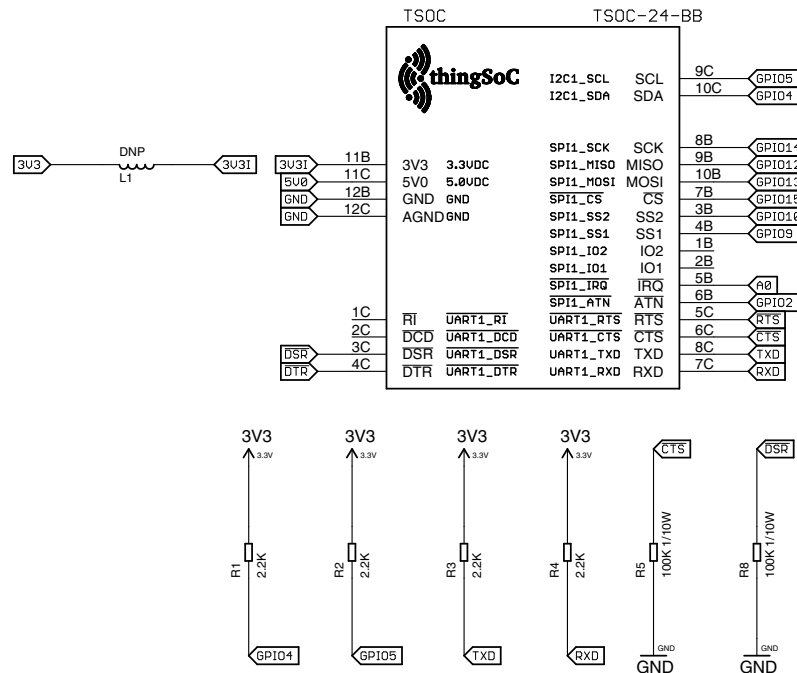 TSOC TSOC-24-BB
thingSoC
I2C1_SCL SCL 9C GPIO5
I2C1_SDA SDA 10C GPIO4
DNP
3V3 L1 3V3I
3V3I 11B 3V3 3.3VDC
5V0 11C 5V0 5.0VDC
GND 12B GND GND
GND 12C AGND GND
SPI1_SCK SCK 8B GPIO14
SPI1_MISO MISO 9B GPIO12
SPI1_MOSI MOSI 10B GPIO13
SPI1_CS CS 7B GPIO15
SPI1_SS2 SS2 3B GPIO10
SPI1_SS1 SS1 4B GPIO9
SPI1_IO2 IO2 1B
SPI1_IO1 IO1 2B
SPI1_IRQ IRQ 5B A0
SPI1_ATN ATN 6B GPIO2
1C RI UART1_RI UART1_RTS RTS 5C RTS
2C DCD UART1_DCD UART1_CTS CTS 6C CTS
DSR 3C DSR UART1_DSR UART1_TXD TXD 8C TXD
DTR 4C DTR UART1_DTR UART1_RXD RXD 7C RXD
3V3 3V3 3V3 3V3 CTS DSR
3.3V 3.3V 3.3V 3.3V
R1 2.2K R2 2.2K R3 2.2K R4 2.2K R5 100K 1/10W R8 100K 1/10W
GPIO4 GPIO5 TXD RXD GND GND
GND GND